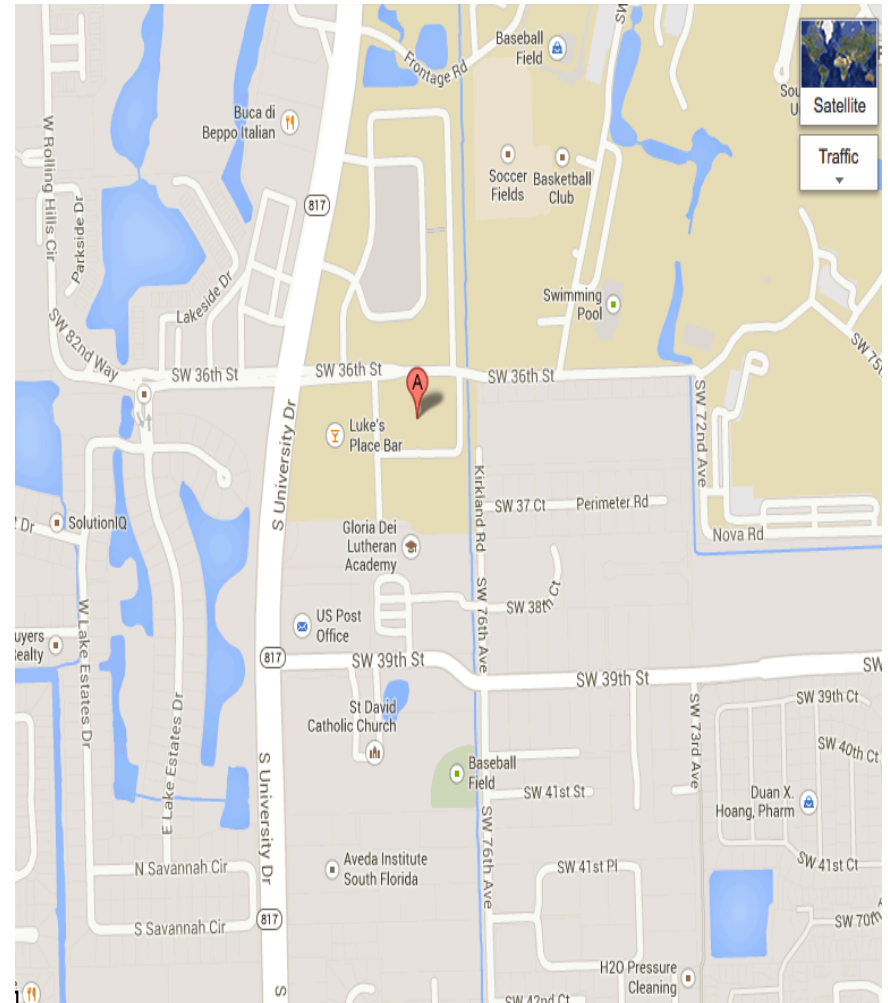 Baseball
Field
Frontage Rd
Satellite
Traffic
Buca di
Beppo Italian
W Rolling Hills Cir
Parkside Dr
817
Soccer
Fields
Basketball
Club
Lakeside Dr
Swimming
Pool
SW 82nd Way
SW 36th St
SW 36th St
SW 36th St
SW 75th
A
S University Dr
Luke's
Place Bar
SW 72nd Ave
Kirkland Rd
SW 37 Ct
Perimeter Rd
SolutionIQ
Dr
Nova Rd
Gloria Dei
Lutheran
Academy
SW 38th Ct
SW 76th Ave
US Post
Office
uyers
ealty
817
SW 39th St
SW 39th St
SW
W Lake Estates Dr
St David
Catholic Church
SW 73rd Ave
SW 39th Ct
SW 40th Ct
E Lake Estates Dr
S University Dr
Baseball
Field
SW 41st St
Duan X.
Hoang, Pharm
SW 76th Ave
N Savannah Cir
Aveda Institute
South Florida
SW 41st Pl
SW 41st Ct
S Savannah Cir
817
SW 70th
H2O Pressure
Cleaning
S
SW 42nd Ct